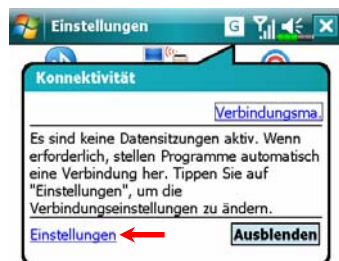 Einstellungen G
Konnektivität
Verbindungsma.
Es sind keine Datensitzungen aktiv. Wenn
erforderlich, stellen Programme automatisch
eine Verbindung her. Tippen Sie auf
"Einstellungen", um die
Verbindungseinstellungen zu ändern.
Einstellungen Ausblenden